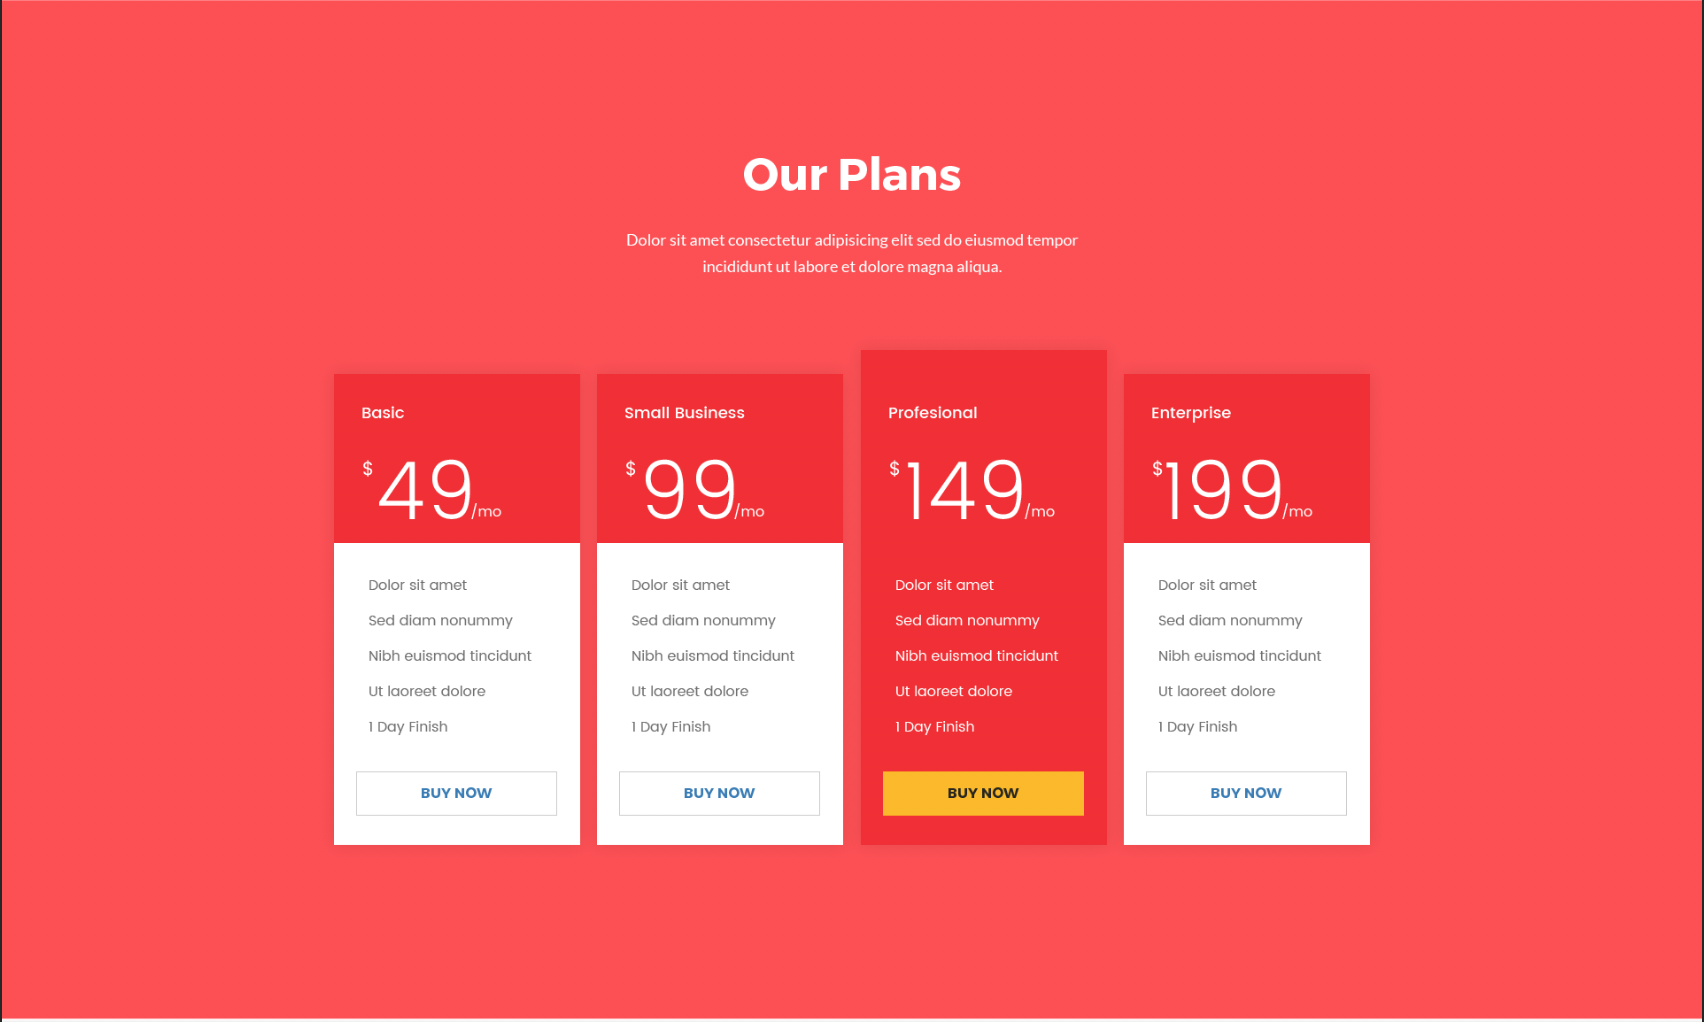 Our Plans
Dolor sit amet consectetur adipisicing elit sed do eiusmod tempor
incididunt ut labore et dolore magna aliqua.
Basic
$49/mo
Dolor sit amet
Sed diam nonummy
Nibh euismod tincidunt
Ut laoreet dolore
1 Day Finish
BUY NOW
Small Business
$99/mo
Dolor sit amet
Sed diam nonummy
Nibh euismod tincidunt
Ut laoreet dolore
1 Day Finish
BUY NOW
Profesional
$149/mo
Dolor sit amet
Sed diam nonummy
Nibh euismod tincidunt
Ut laoreet dolore
1 Day Finish
BUY NOW
Enterprise
$199/mo
Dolor sit amet
Sed diam nonummy
Nibh euismod tincidunt
Ut laoreet dolore
1 Day Finish
BUY NOW